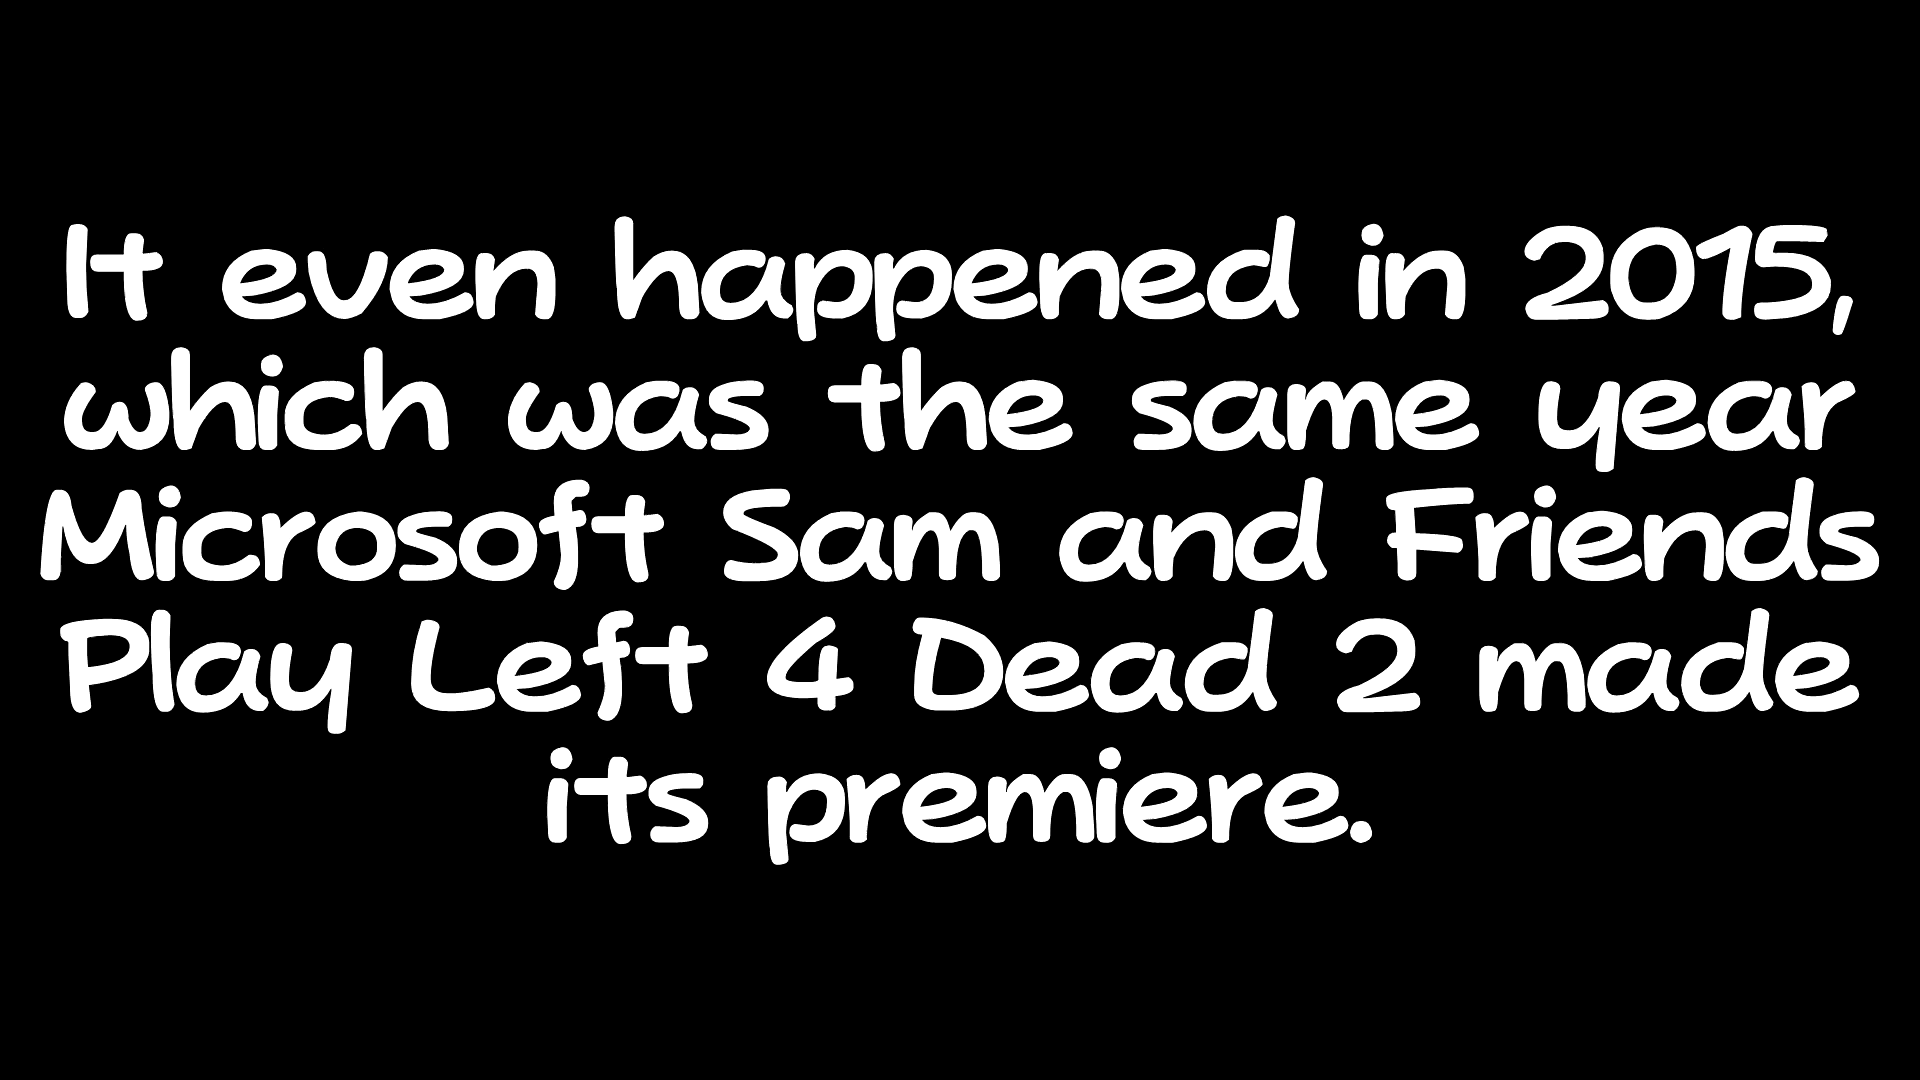 It even happened in 2015,
which was the same year
Microsoft Sam and Friends
Play Left 4 Dead 2 made
its premiere.